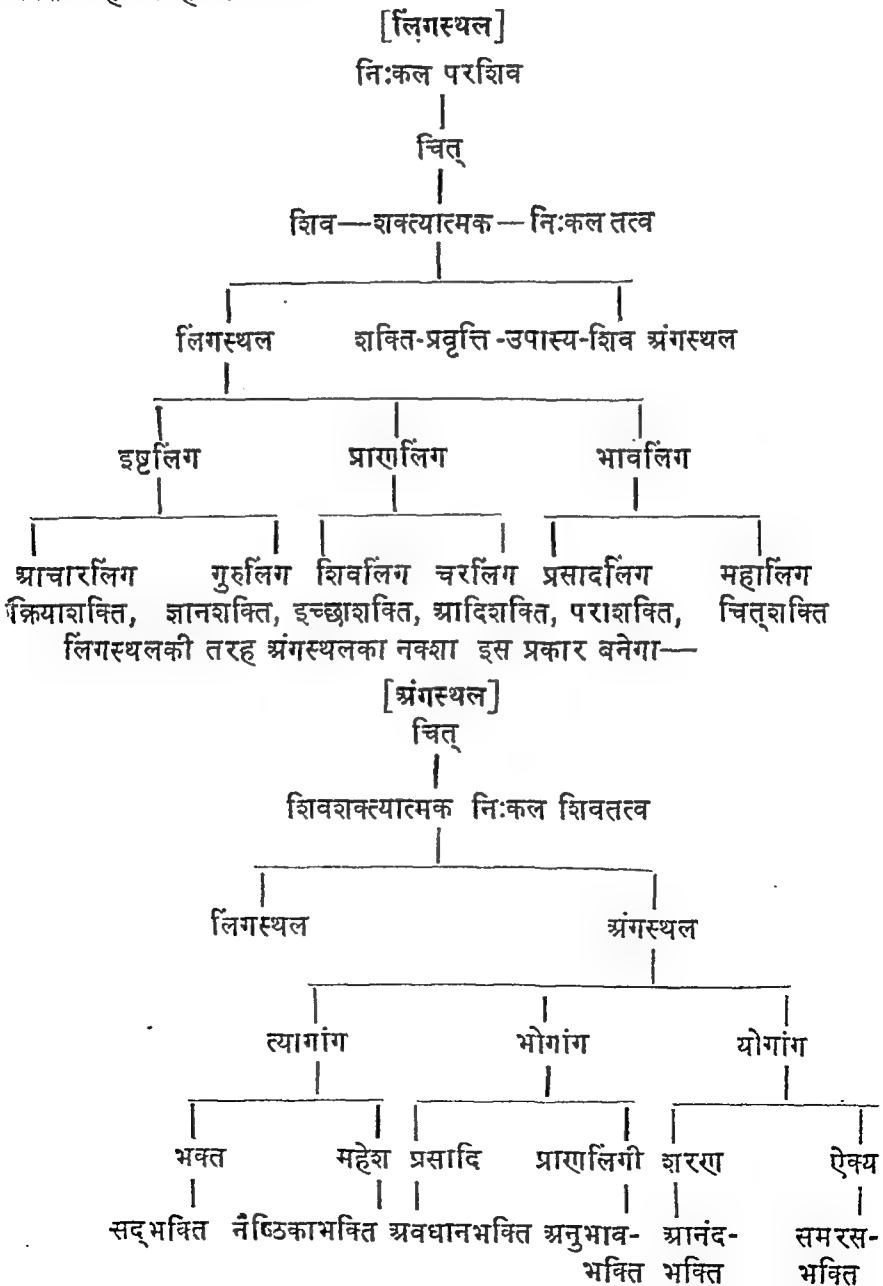 [लिंगस्थल]
नि:कल परशिव
चित्
शिव—शक्त्यात्मक—नि:कल तत्व
लिंगस्थल शक्ति-प्रवृत्ति-उपास्य-शिव अंगस्थल
इष्टलिंग प्राणलिंग भावलिंग
आचारलिंग गुरुलिंग शिवलिंग चरलिंग प्रसादलिंग महालिंग
क्रियाशक्ति, ज्ञानशक्ति, इच्छाशक्ति, आदिशक्ति, पराशक्ति, चित्शक्ति
लिंगस्थलकी तरह अंगस्थलका नक्शा इस प्रकार बनेगा—
[अंगस्थल]
चित्
शिवशक्त्यात्मक नि:कल शिवतत्व
लिंगस्थल अंगस्थल
त्यागांग भोगांग योगांग
भक्त महेश प्रसादि प्राणलिंगी शरण ऐक्य
सद्भक्ति नैष्ठिकाभक्ति अवधानभक्ति अनुभाव- आनंद- समरस-
भक्ति भक्ति भक्ति